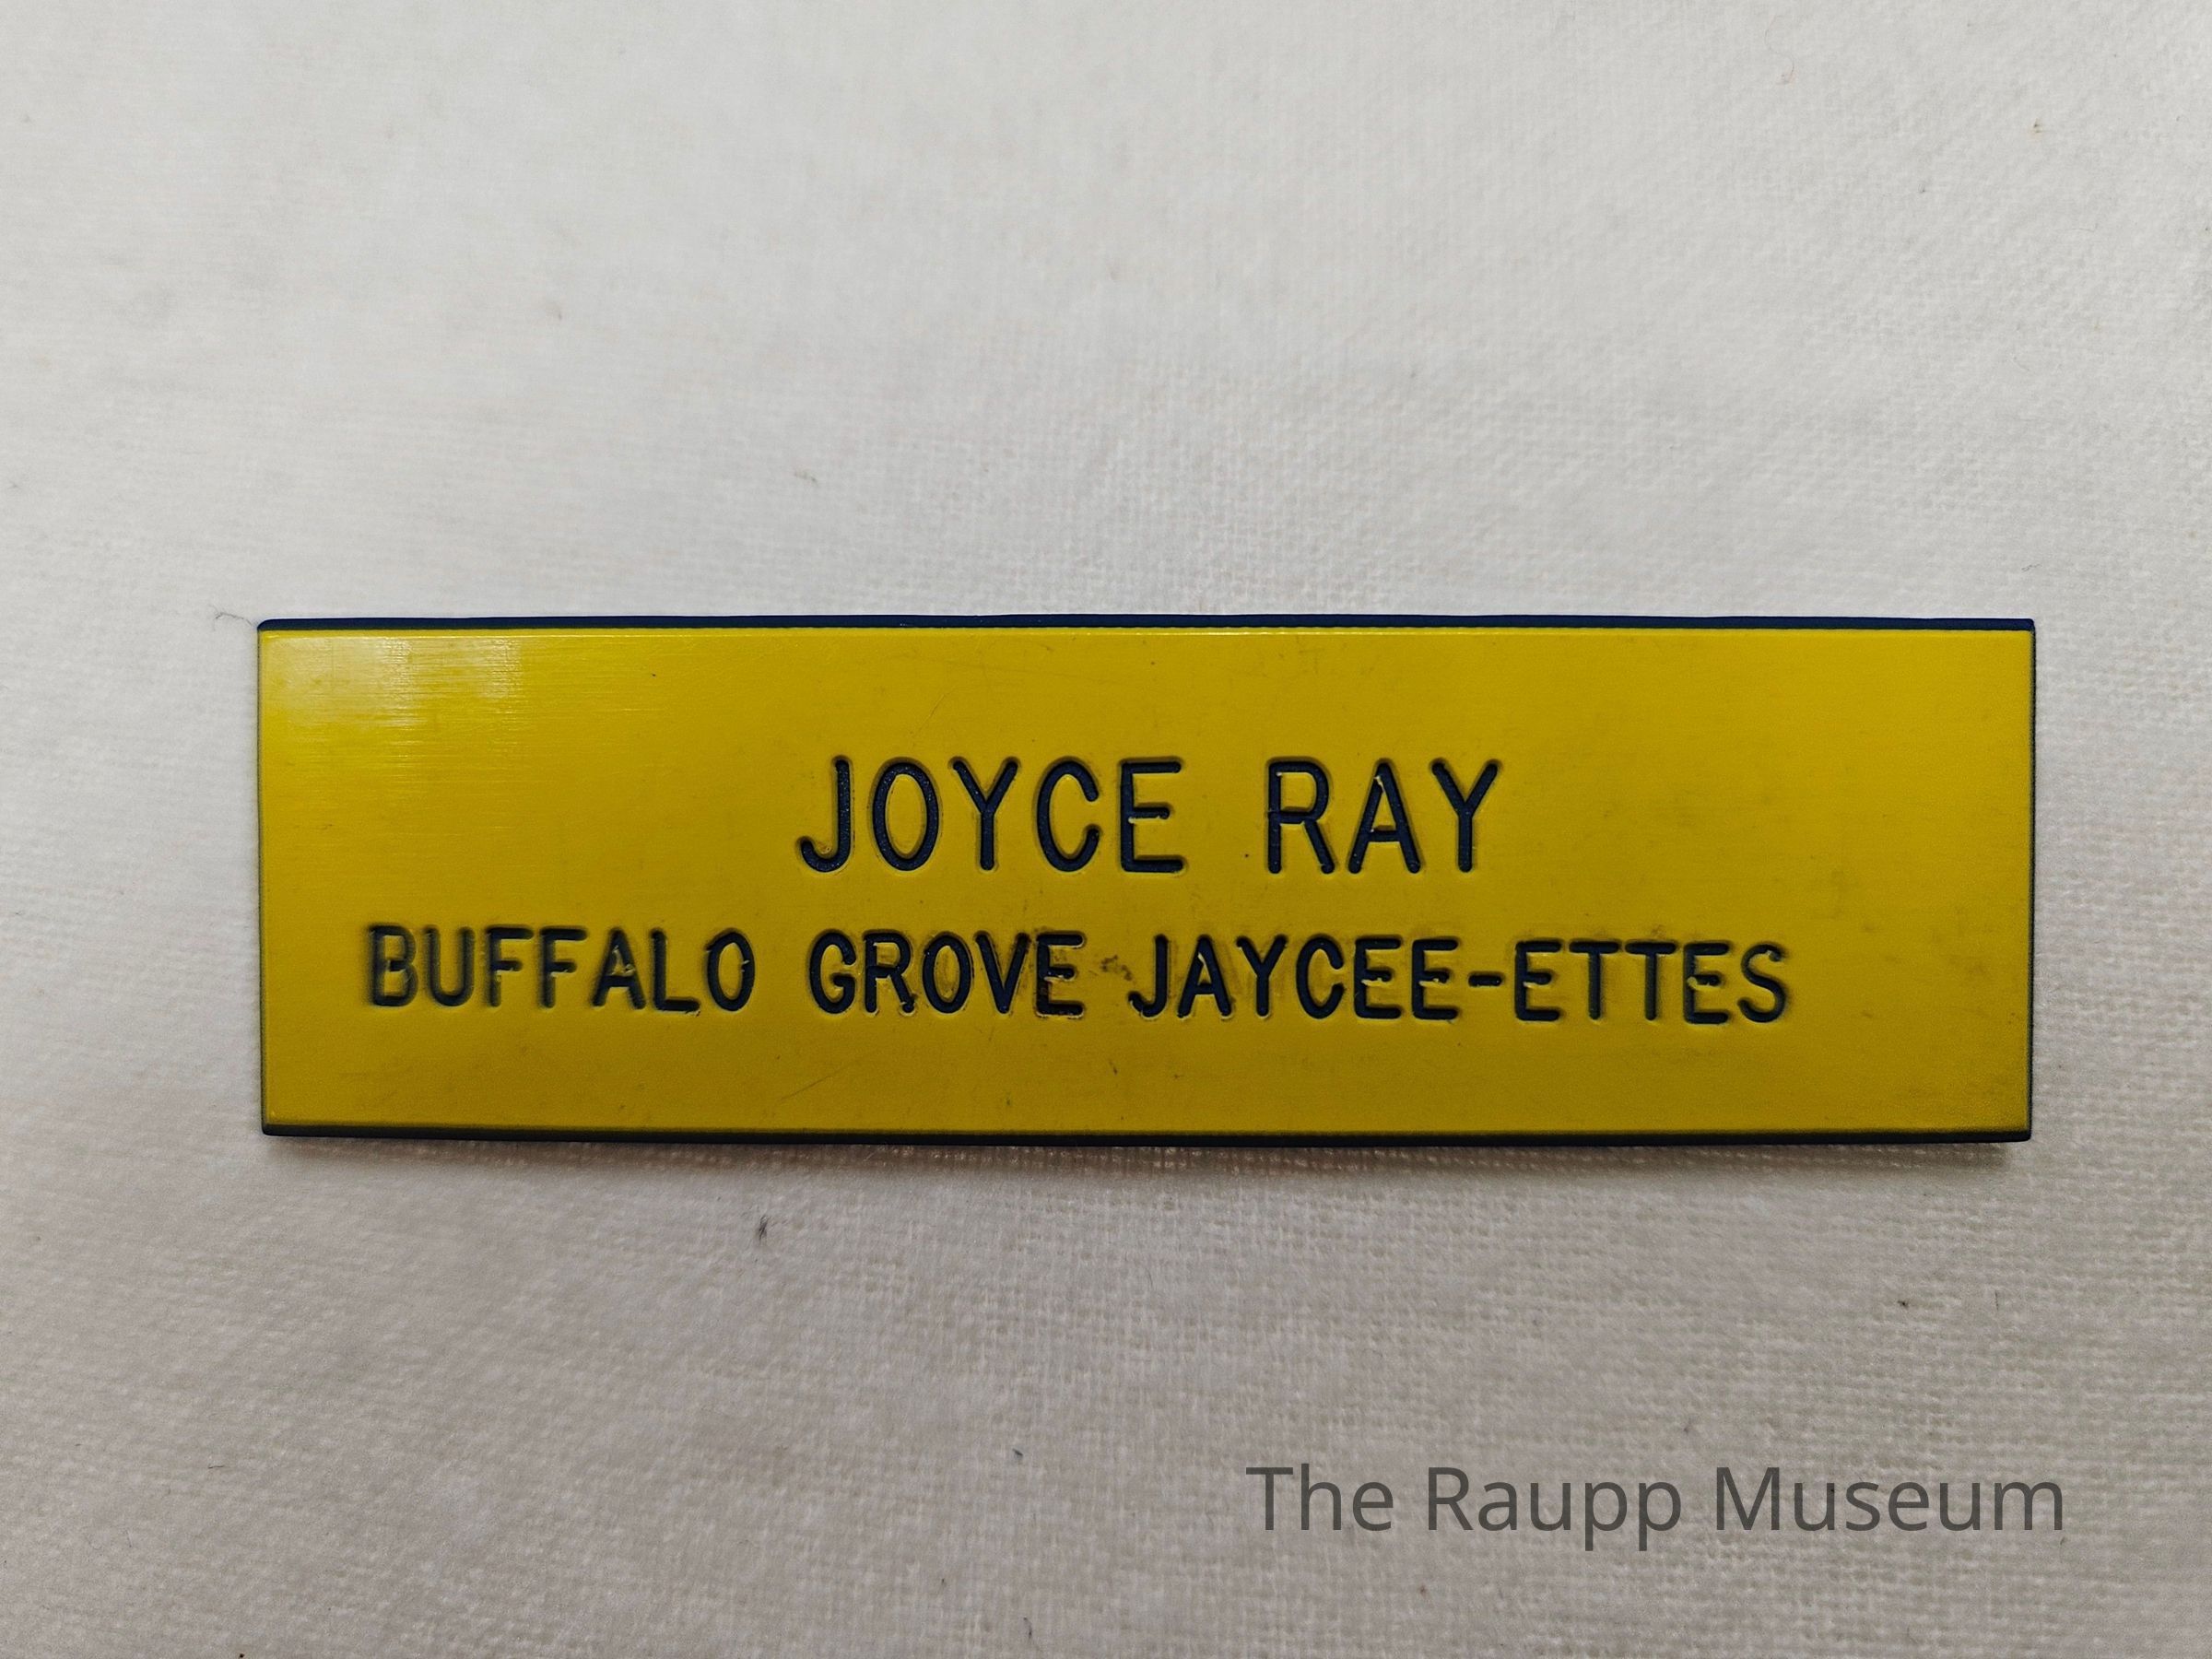 JOYCE RAY
BUFFALO GROVE JAYCEE-ETTES
The Raupp Museum